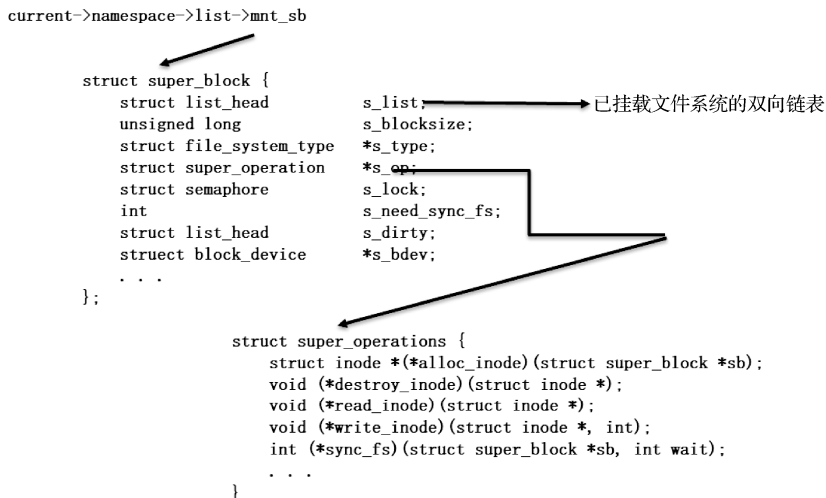 current->namespace->list->mnt_sb
struct super_block {
struct list_head s_list;
已挂载文件系统的双向链表
unsigned long s_blocksize;
struct file_system_type *s_type;
struct super_operation *s_op;
struct semaphore s_lock;
int s_need_sync_fs;
struct list_head s_dirty;
struect block_device *s_bdev;
. . .
};
struct super_operations {
struct inode *(*alloc_inode)(struct super_block *sb);
void (*destroy_inode)(struct inode *);
void (*read_inode)(struct inode *);
void (*write_inode)(struct inode *, int);
int (*sync_fs)(struct super_block *sb, int wait);
. . .
}